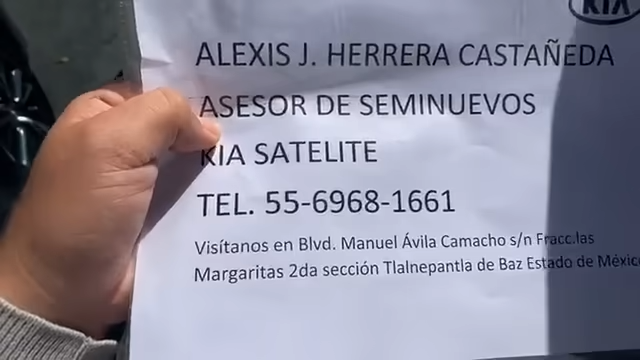 KIA
ALEXIS J. HERRERA CASTAÑEDA
ASESOR DE SEMINUEVOS
KIA SATELITE
TEL. 55-6968-1661
Visítanos en Blvd. Manuel Ávila Camacho s/n Fracc.las
Margaritas 2da sección Tlalnepantla de Baz Estado de México